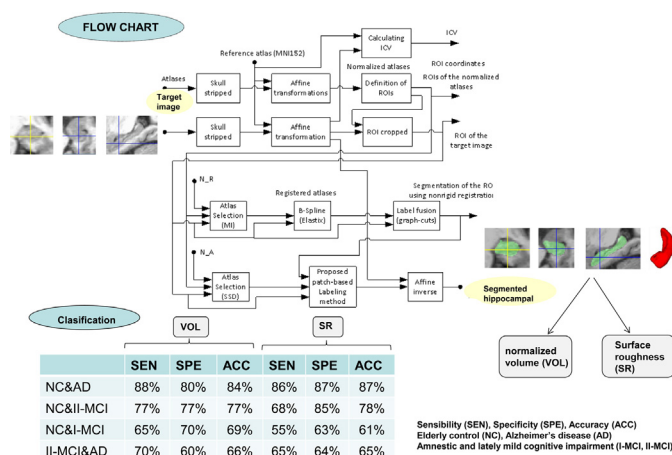 FLOW CHART
Calculating
ICV
ICV
Reference atlas (MNI152)
ROI coordinates
Atlases
Normalized atlases
ROIs of the normalized
atlases
Skull
stripped
Affine
transformations
Definition of
ROIs
Target
image
Skull
stripped
Affine
transformation
ROI cropped
ROI of the
target image
N_R
Registered atlases
Segmentation of the RO
using nonrigid registratio
Atlas
Selection
(MI)
B-Spline
(Elastix)
Label fusion
(graph-cuts)
N_A
Atlas
Selection
(SSD)
Proposed
patch-based
Labeling
method
Affine
inverse
Segmented
hippocampal
Clasification
VOL
SR
normalized
volume (VOL)
Surface
roughness
(SR)
SEN SPE ACC SEN SPE ACC
NC&AD 88% 80% 84% 86% 87% 87%
NC&II-MCI 77% 77% 77% 68% 85% 78%
NC&I-MCI 65% 70% 69% 55% 63% 61%
II-MCI&AD 70% 60% 66% 65% 64% 65%
Sensibility (SEN), Specificity (SPE), Accuracy (ACC)
Elderly control (NC), Alzheimer's disease (AD)
Amnestic and lately mild cognitive impairment (I-MCI, II-MCI)